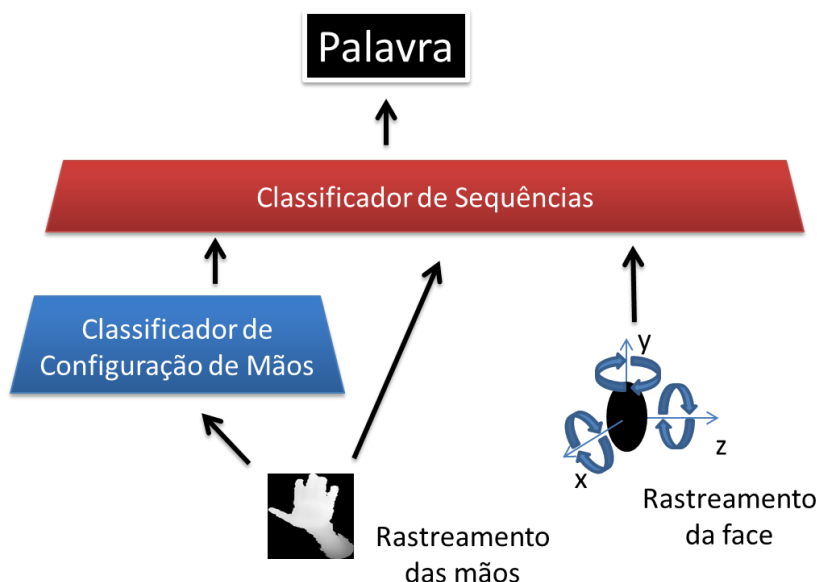 Palavra
Classificador de Sequências
Classificador de
Configuração de Mãos
y
z
x
Rastreamento
da face
Rastreamento
das mãos